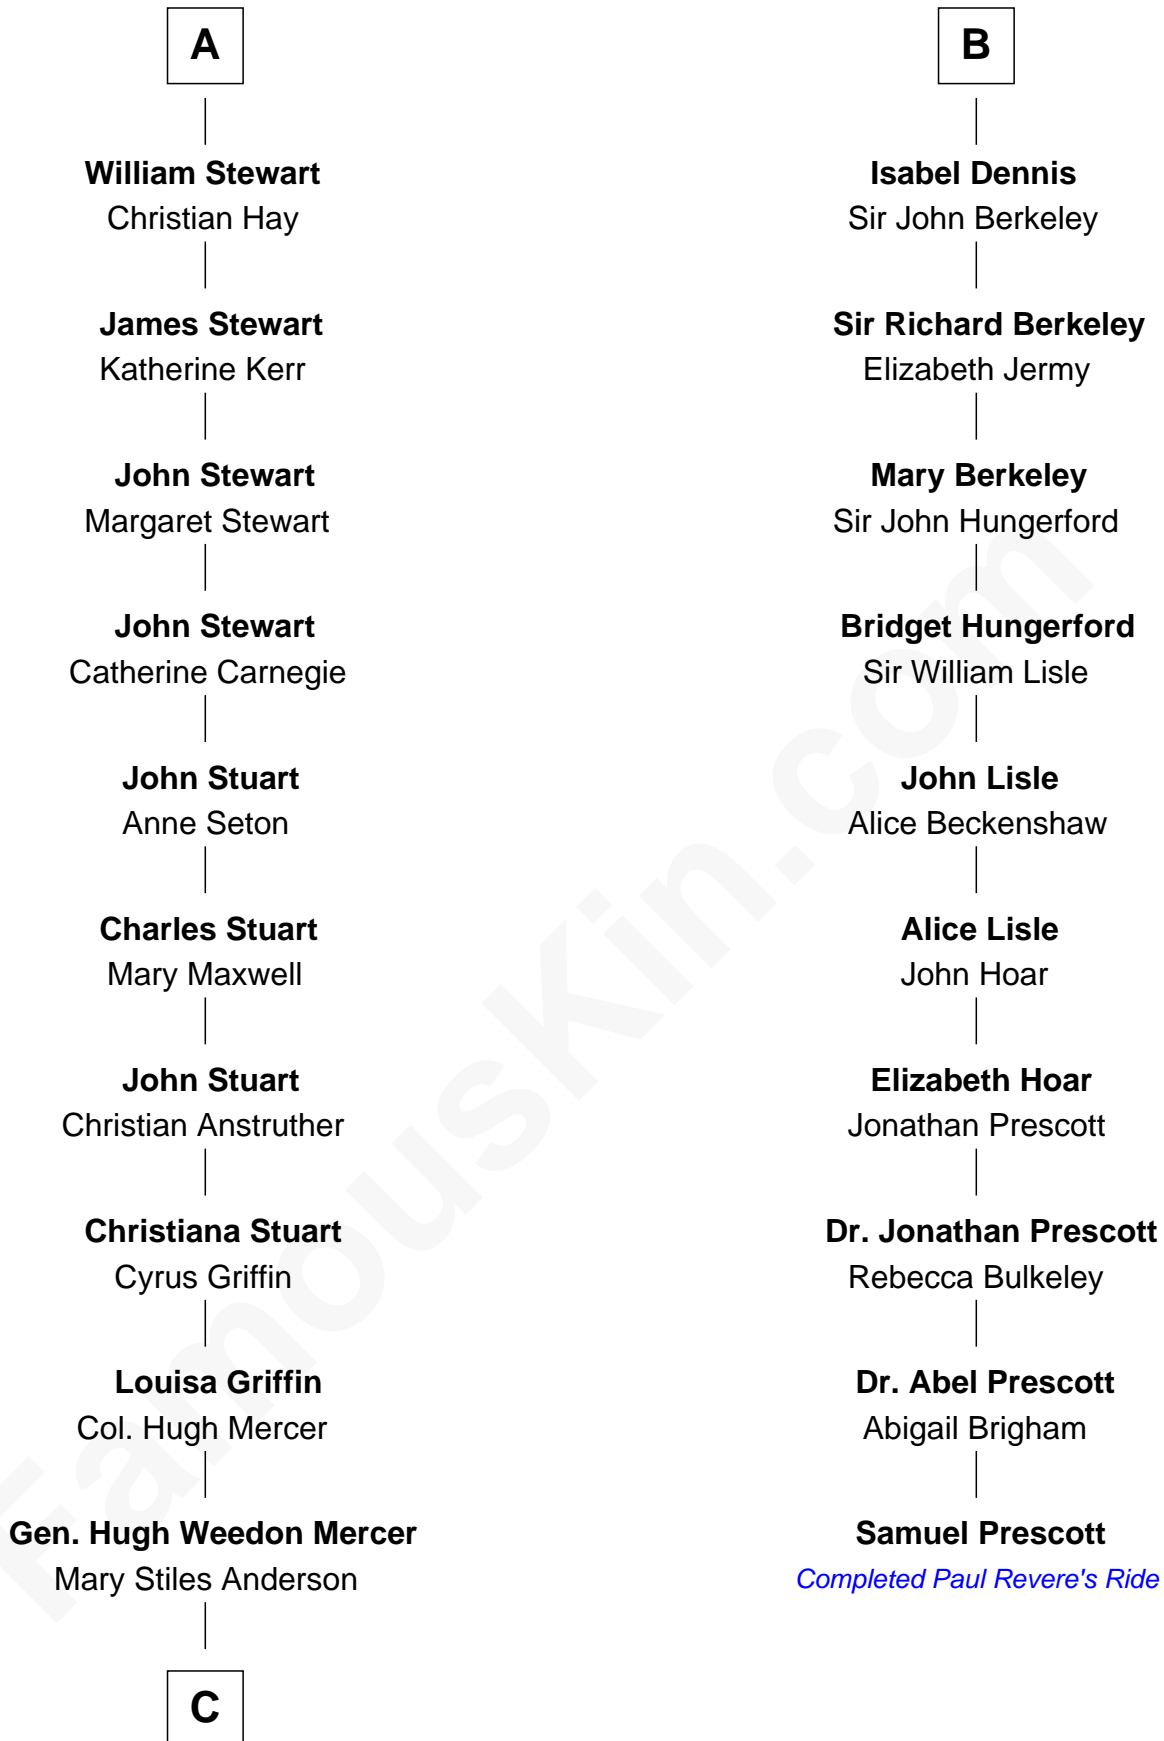 A
William Stewart
Christian Hay
James Stewart
Katherine Kerr
John Stewart
Margaret Stewart
John Stewart
Catherine Carnegie
John Stuart
Anne Seton
Charles Stuart
Mary Maxwell
John Stuart
Christian Anstruther
Christiana Stuart
Cyrus Griffin
Louisa Griffin
Col. Hugh Mercer
Gen. Hugh Weedon Mercer
Mary Stiles Anderson
C
B
Isabel Dennis
Sir John Berkeley
Sir Richard Berkeley
Elizabeth Jermy
Mary Berkeley
Sir John Hungerford
Bridget Hungerford
Sir William Lisle
John Lisle
Alice Beckenshaw
Alice Lisle
John Hoar
Elizabeth Hoar
Jonathan Prescott
Dr. Jonathan Prescott
Rebecca Bulkeley
Dr. Abel Prescott
Abigail Brigham
Samuel Prescott
Completed Paul Revere's Ride
FamousKin.com